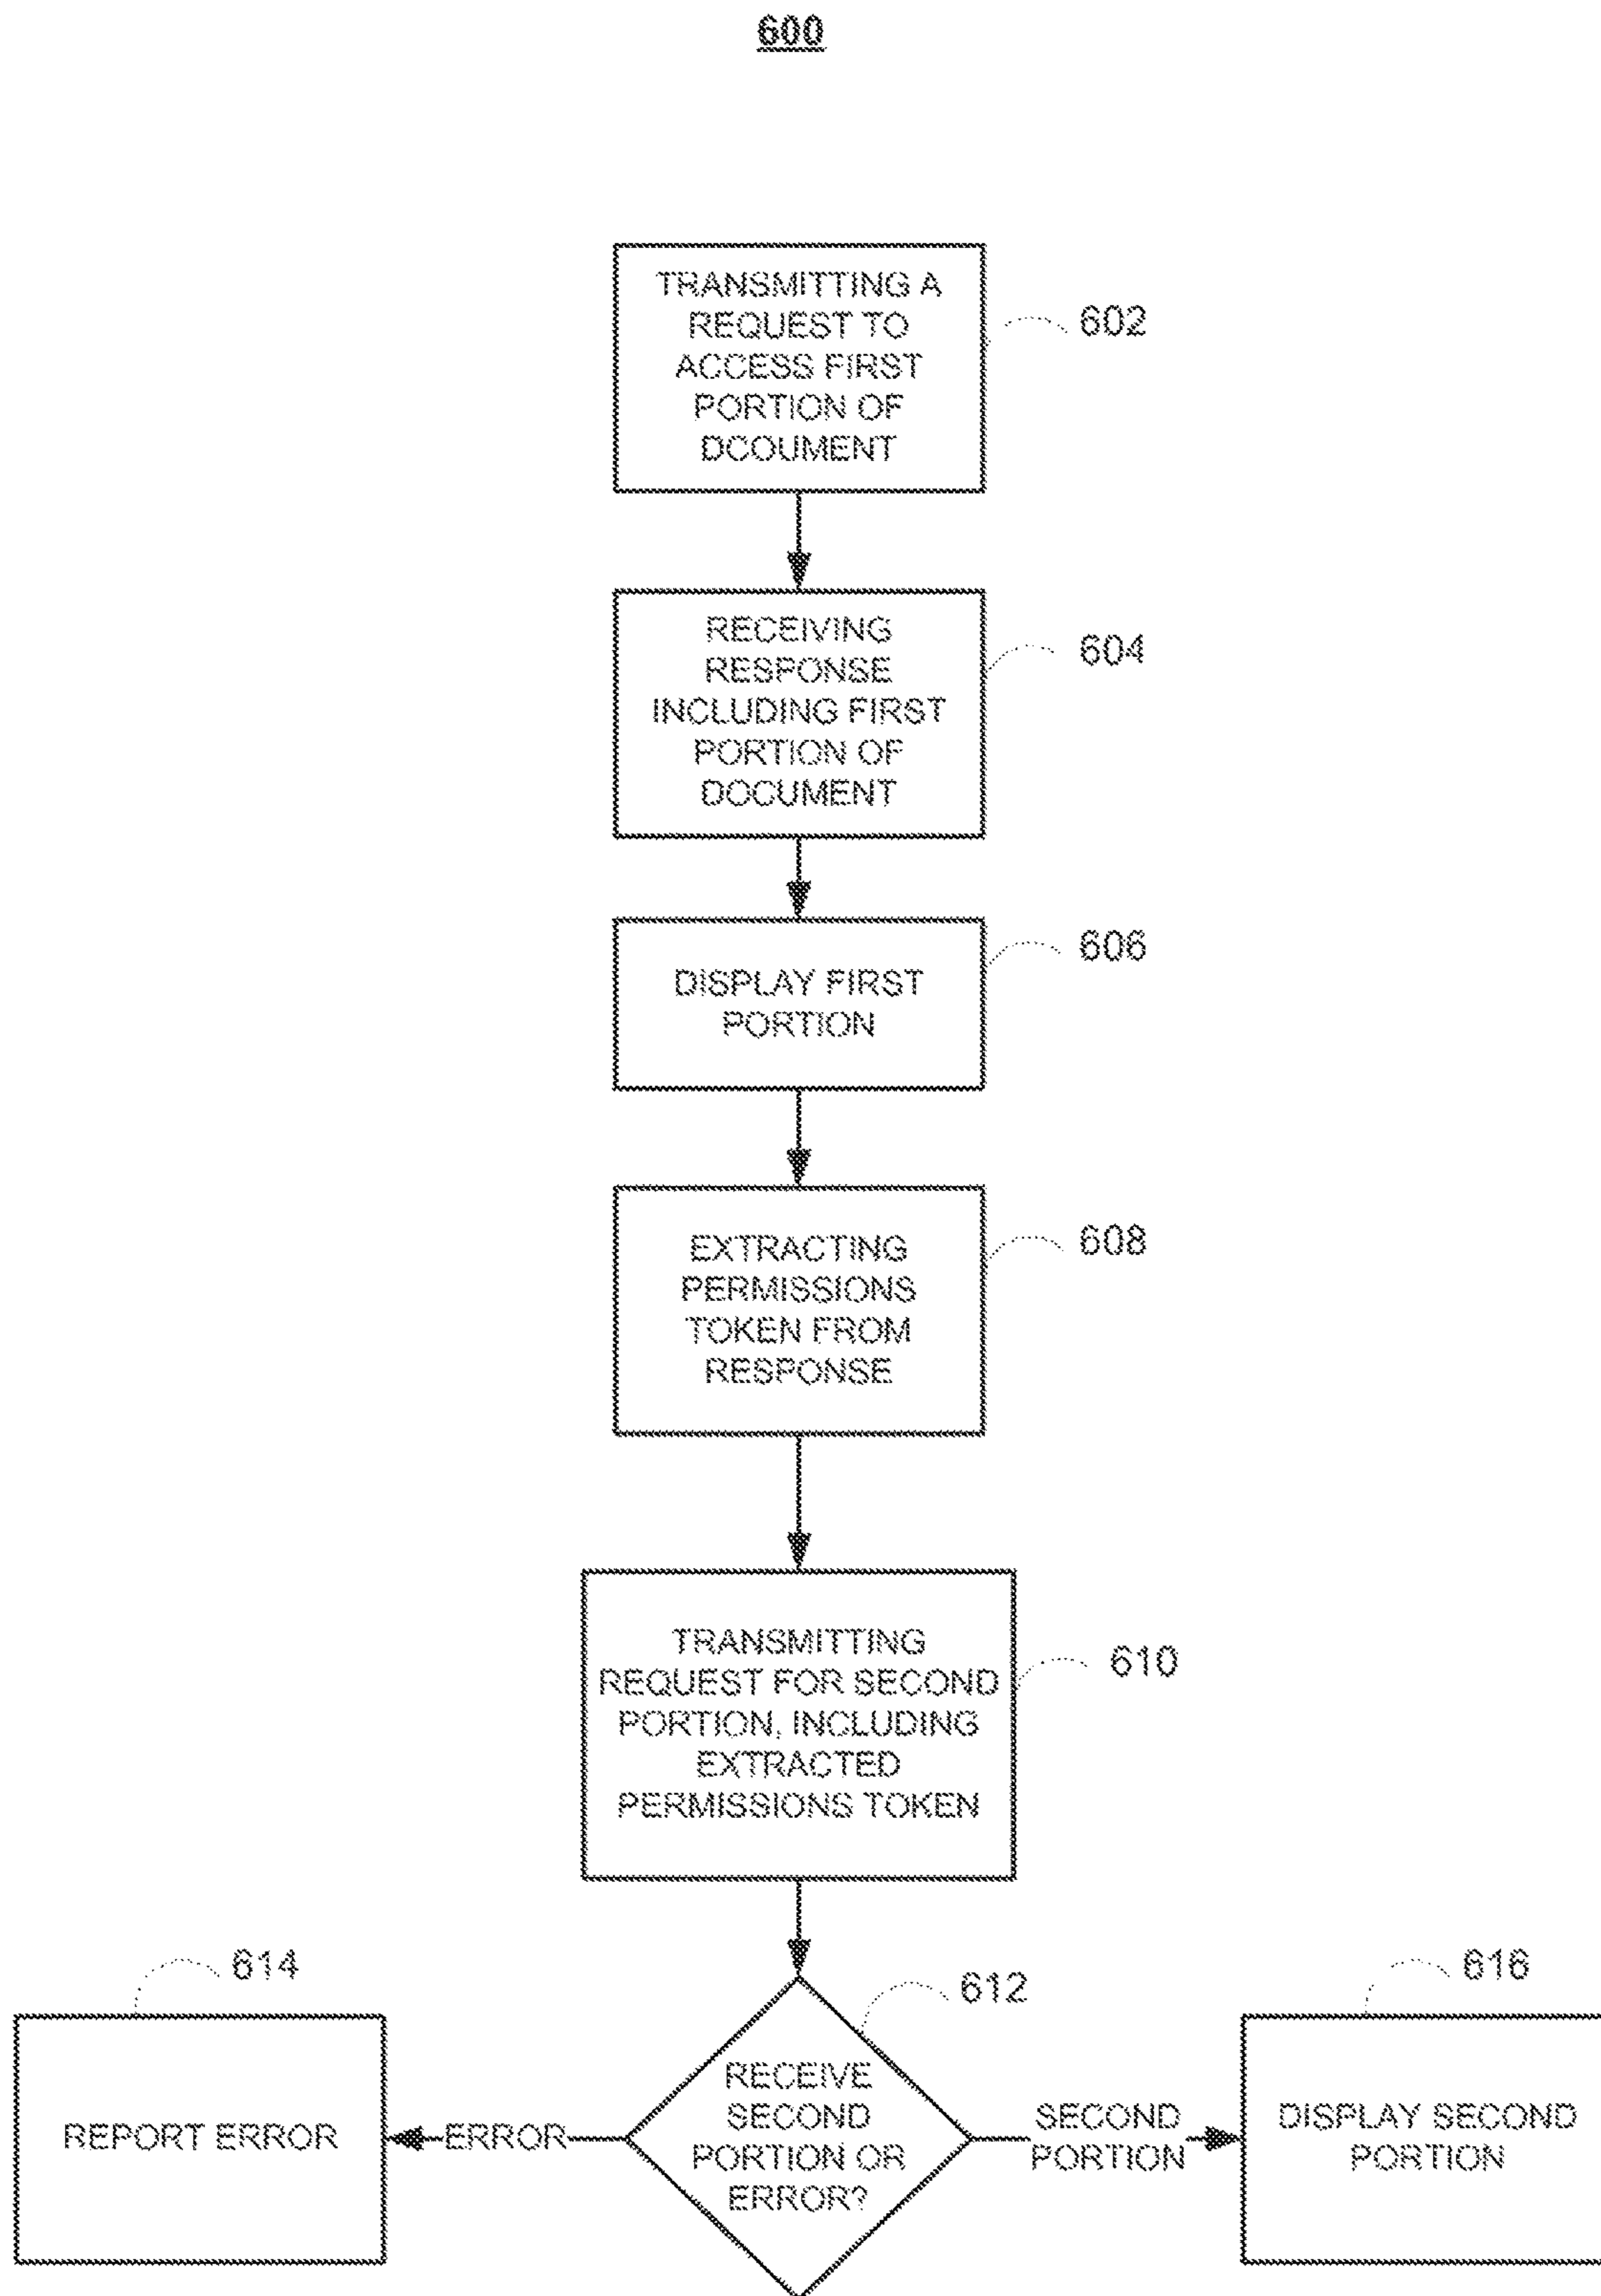 600
TRANSMITTING A
REQUEST TO
ACCESS FIRST
PORTION OF
DCOUMENT
602
RECEIVING
RESPONSE
INCLUDING FIRST
PORTION OF
DOCUMENT
604
DISPLAY FIRST
PORTION
606
EXTRACTING
PERMISSIONS
TOKEN FROM
RESPONSE
608
TRANSMITTING
REQUEST FOR SECOND
PORTION, INCLUDING
EXTRACTED
PERMISSIONS TOKEN
610
614
REPORT ERROR
ERROR
612
RECEIVE
SECOND
PORTION OR
ERROR?
SECOND
PORTION
616
DISPLAY SECOND
PORTION